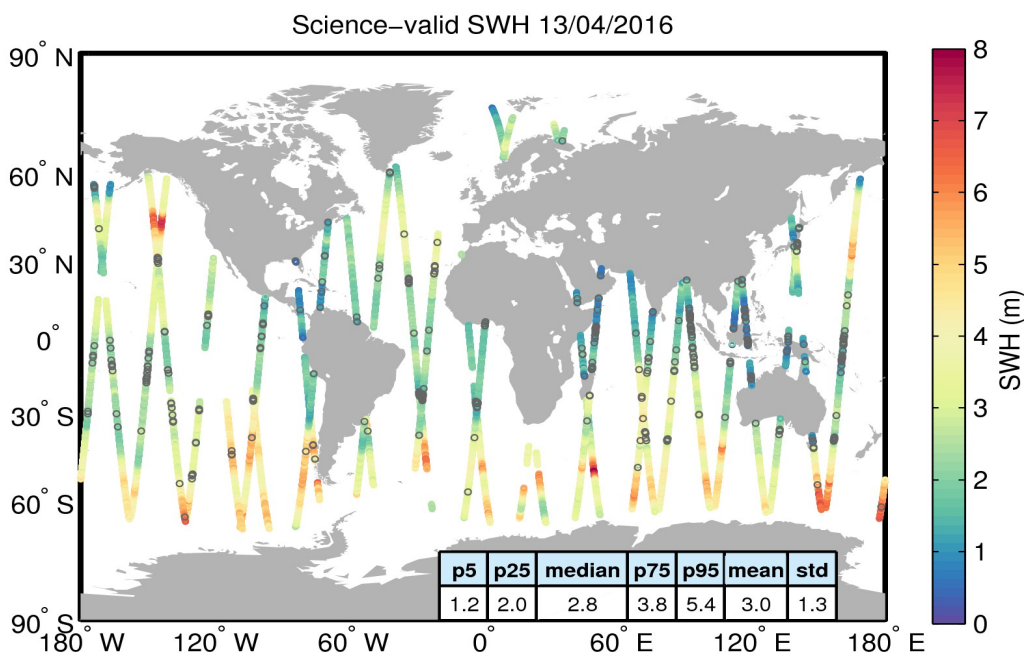 Science−valid SWH 13/04/2016
90° N
60° N
30° N
0°
30° S
60° S
90° S
180° W
120° W
60° W
0°
60° E
120° E
180° E
p5 p25 median p75 p95 mean std
1.2 2.0 2.8 3.8 5.4 3.0 1.3
8
7
6
5
4
3
2
1
0
SWH (m)